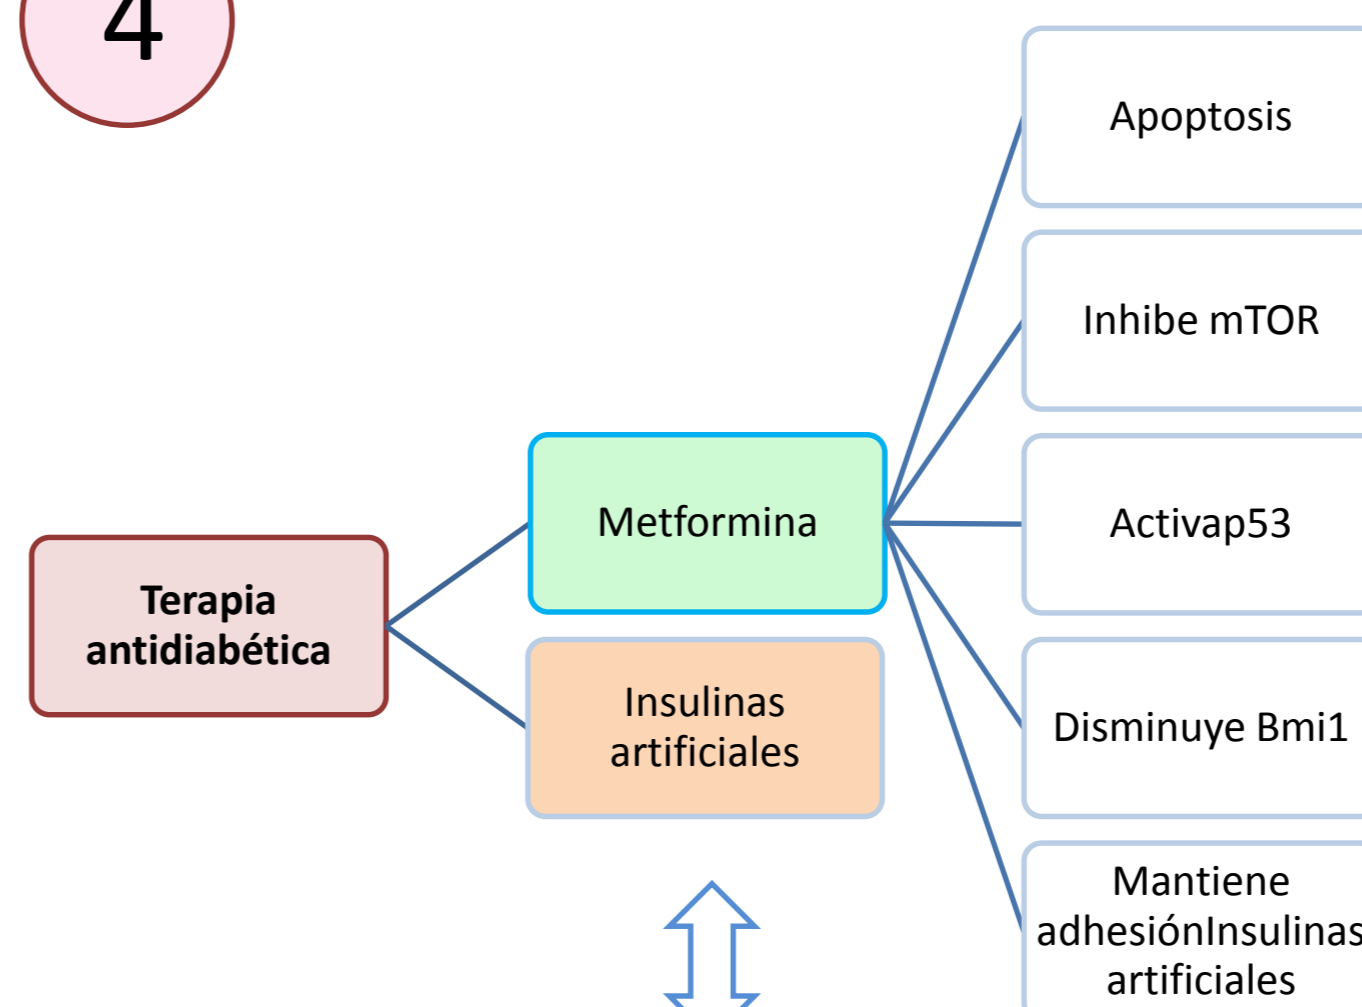 4
Apoptosis
Inhibe mTOR
Metformina
Activap53
Terapia
antidiabética
Insulinas
artificiales
Disminuye Bmi1
Mantiene
adhesiónInsulinas
artificiales